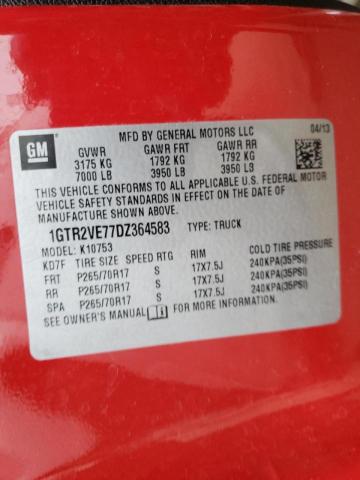 GM
MFD BY GENERAL MOTORS LLC 04/13
GVWR GAWR FRT GAWR RR
3175 KG 1792 KG 1792 KG
7000 LB 3950 LB 3950 LB
THIS VEHICLE CONFORMS TO ALL APPLICABLE U.S. FEDERAL MOTOR
VEHICLE SAFETY STANDARDS IN EFFECT ON THE DATE OF
MANUFACTURE SHOWN ABOVE.
1GTR2VE77DZ364583 TYPE: TRUCK
MODEL: K10753
KD7F TIRE SIZE SPEED RTG RIM COLD TIRE PRESSURE
FRT P265/70R17 S 17X7.5J 240KPA(35PSI)
RR P265/70R17 S 17X7.5J 240KPA(35PSI)
SPA P265/70R17 S 17X7.5J 240KPA(35PSI)
SEE OWNER'S MANUAL FOR MORE INFORMATION.